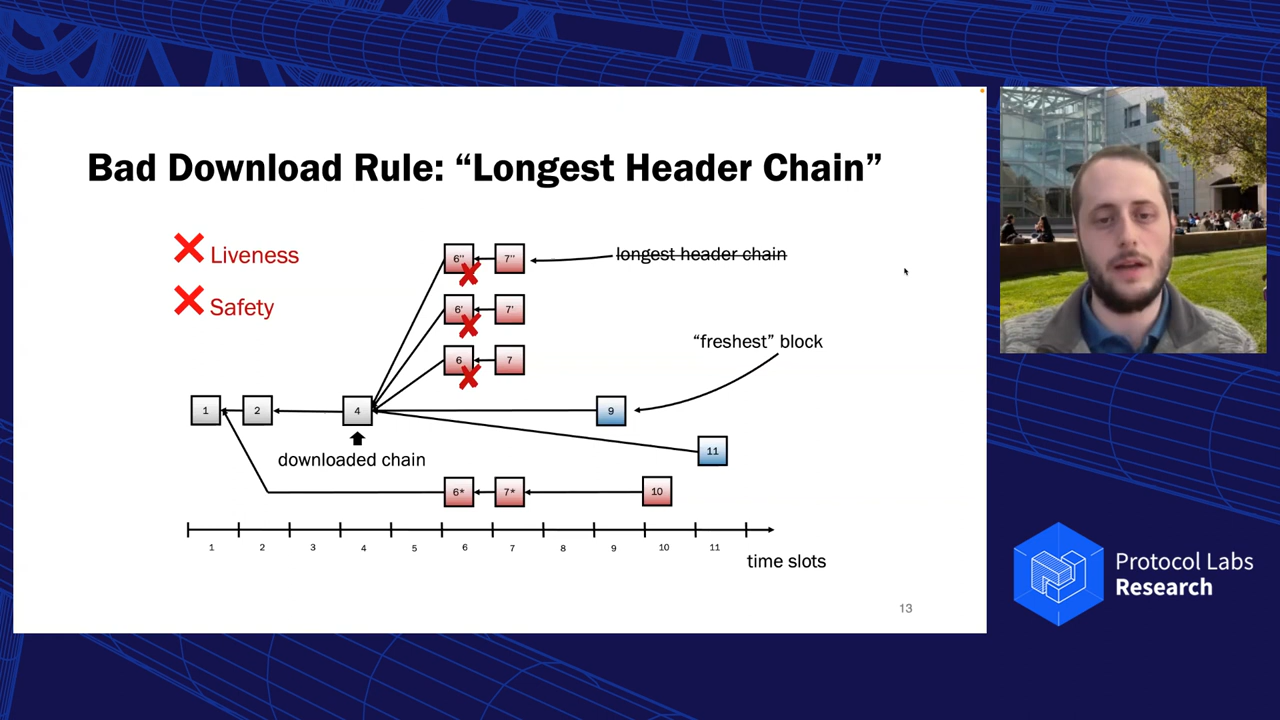 Bad Download Rule: “Longest Header Chain”
❌ Liveness
❌ Safety
6'' 7'' longest header chain
6' 7'
6 7
“freshest” block
1 2 4 9
11
downloaded chain
6* 7* 10
1 2 3 4 5 6 7 8 9 10 11
time slots
13
Protocol Labs
Research